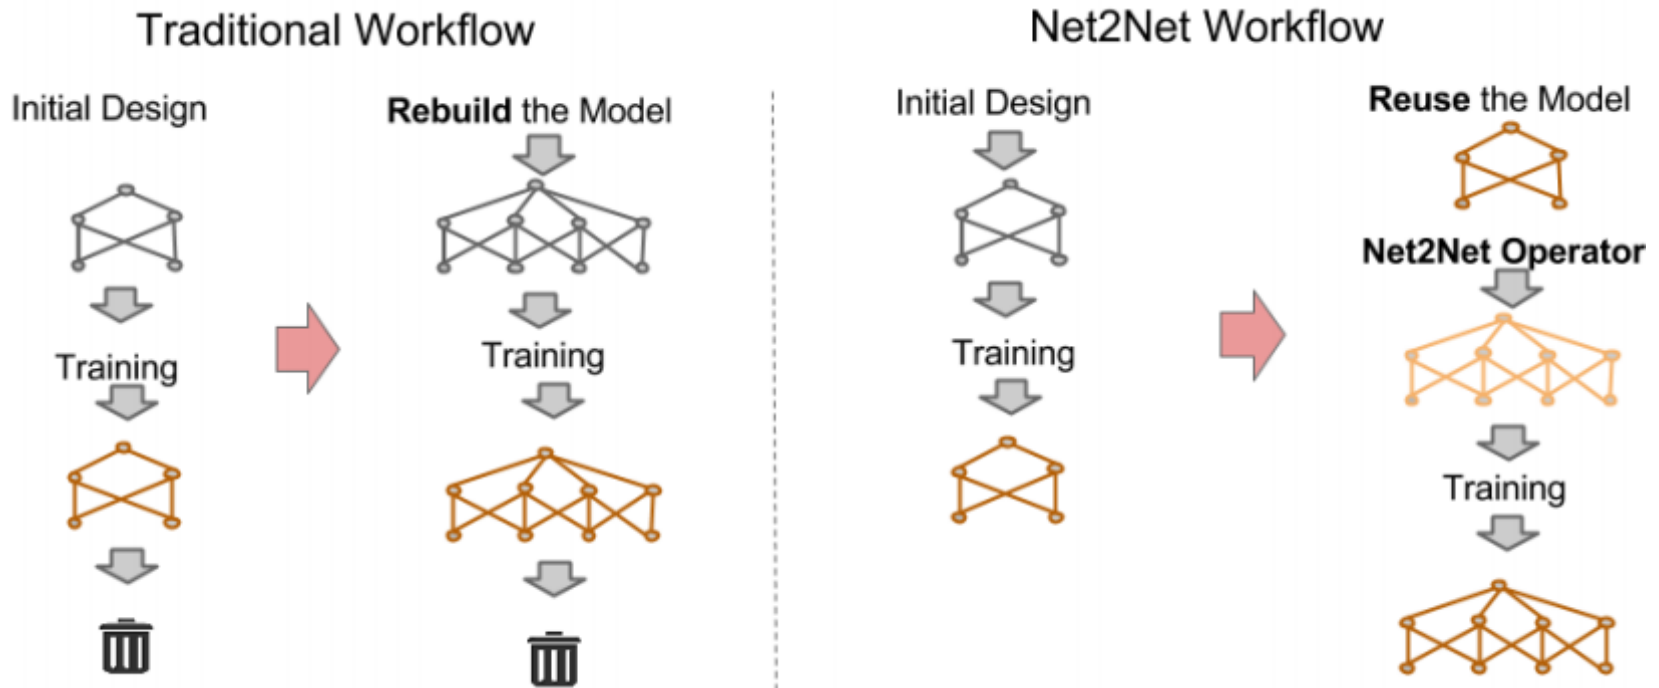 Traditional Workflow
Initial Design
Training
Rebuild the Model
Training
Net2Net Workflow
Initial Design
Training
Reuse the Model
Net2Net Operator
Training